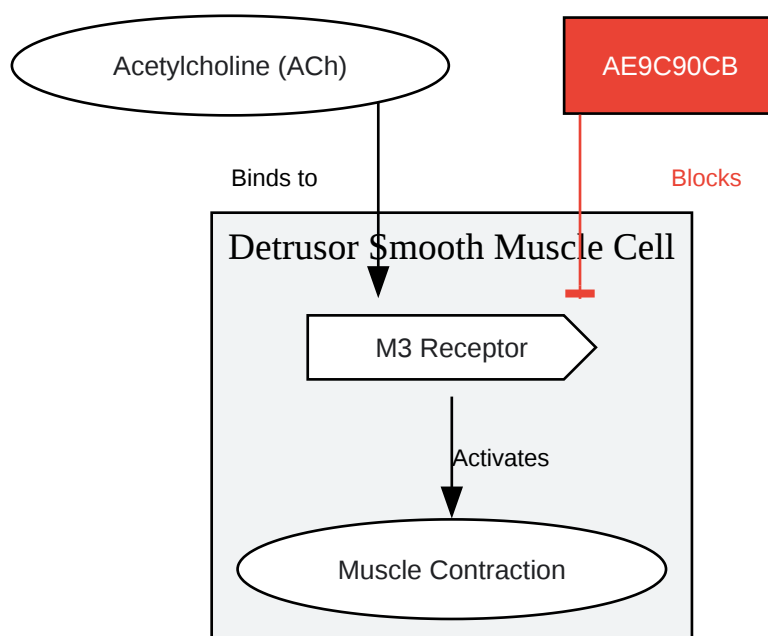 Acetylcholine (ACh)
AE9C90CB
Binds to
Blocks
Detrusor Smooth Muscle Cell
M3 Receptor
Activates
Muscle Contraction